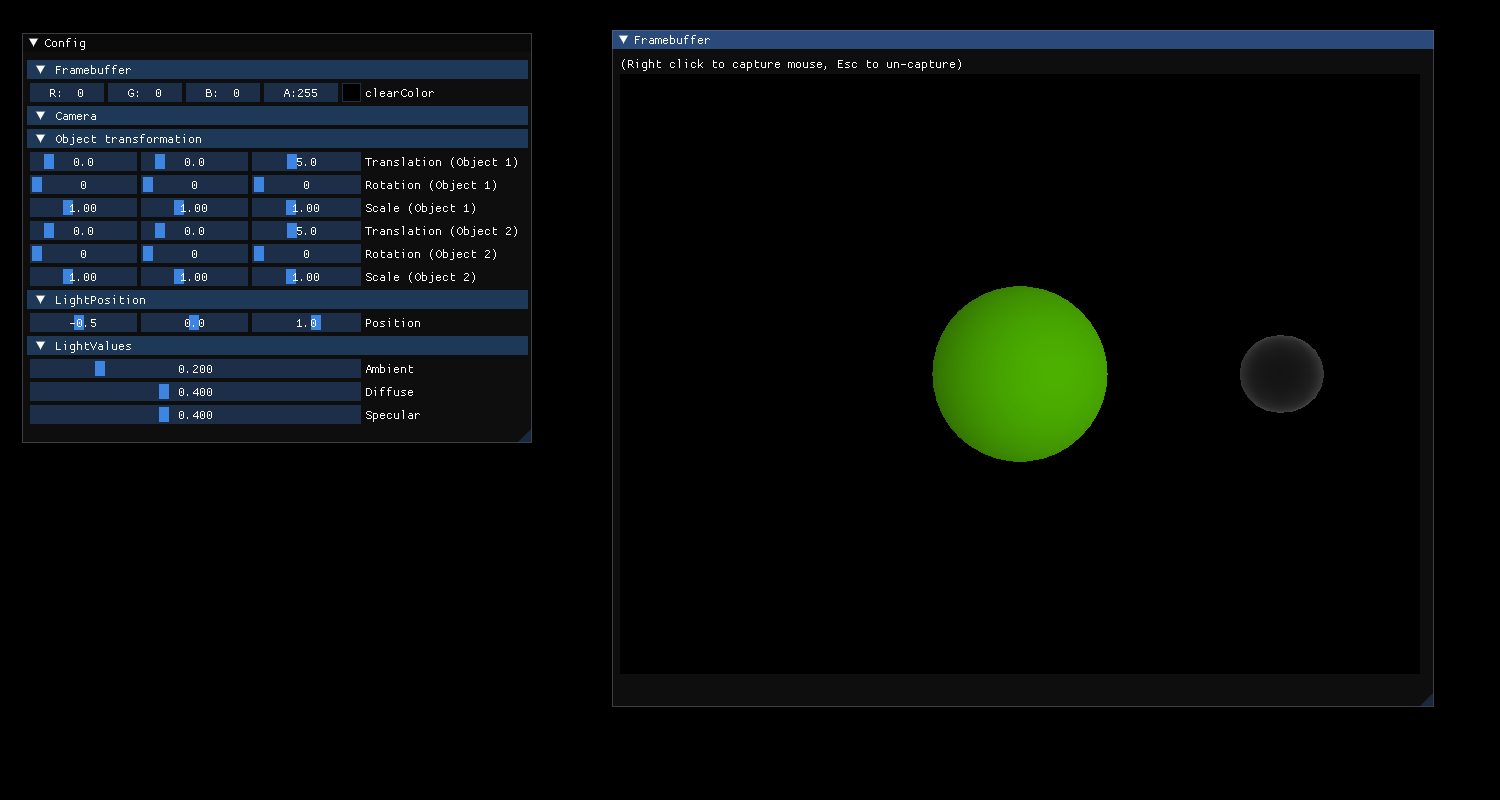 Config
Framebuffer
R: 0 G: 0 B: 0 A:255 clearColor
Camera
Object transformation
0.0 0.0 5.0 Translation (Object 1)
0 0 0 Rotation (Object 1)
1.00 1.00 1.00 Scale (Object 1)
0.0 0.0 5.0 Translation (Object 2)
0 0 0 Rotation (Object 2)
1.00 1.00 1.00 Scale (Object 2)
LightPosition
-0.5 0.0 1.0 Position
LightValues
0.200 Ambient
0.400 Diffuse
0.400 Specular
Framebuffer
(Right click to capture mouse, Esc to un-capture)